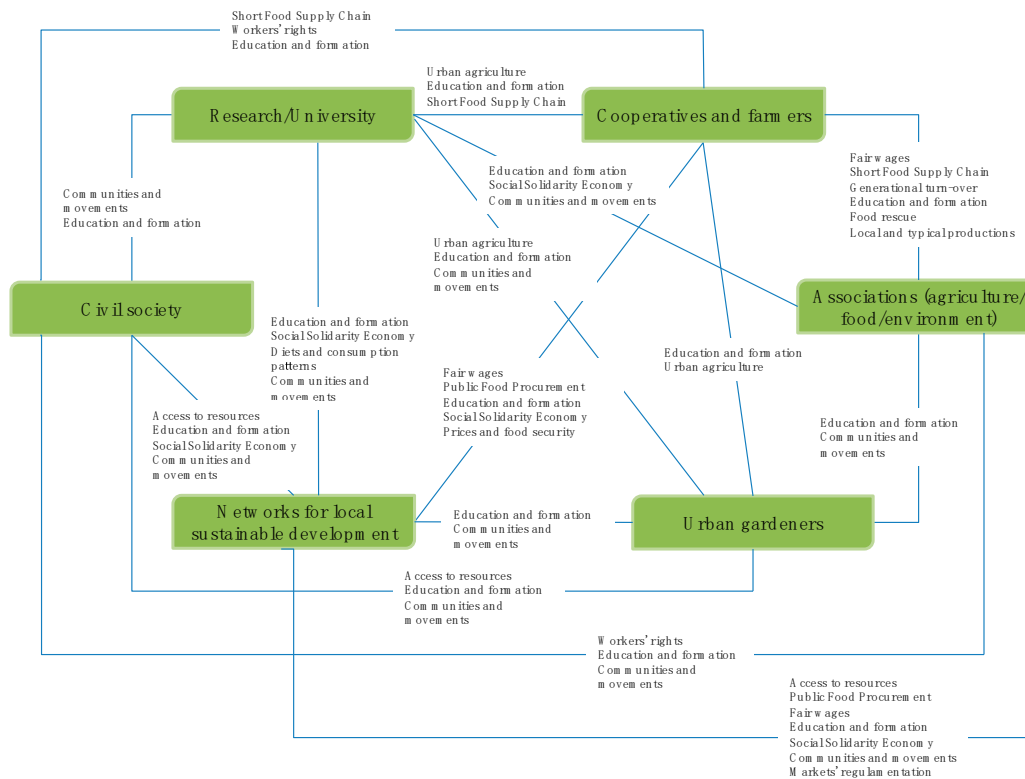 Short Food Supply Chain
Workers' rights
Education and formation
Urban agriculture
Education and formation
Short Food Supply Chain
Research/University
Cooperatives and farmers
Education and formation
Social Solidarity Economy
Communities and movements
Fair wages
Short Food Supply Chain
Generational turn-over
Education and formation
Food rescue
Local and typical productions
Communities and
movements
Education and formation
Urban agriculture
Education and formation
Communities and
movements
Civil society
Associations (agriculture/
food/environment)
Education and formation
Social Solidarity Economy
Diets and consumption
patterns
Communities and
movements
Education and formation
Urban agriculture
Fair wages
Public Food Procurement
Education and formation
Social Solidarity Economy
Prices and food security
Access to resources
Education and formation
Social Solidarity Economy
Communities and
movements
Education and formation
Communities and
movements
Networks for local
sustainable development
Education and formation
Communities and
movements
Urban gardeners
Access to resources
Education and formation
Communities and
movements
Workers' rights
Education and formation
Communities and
movements
Access to resources
Public Food Procurement
Fair wages
Education and formation
Social Solidarity Economy
Communities and movements
Markets' regulamentation